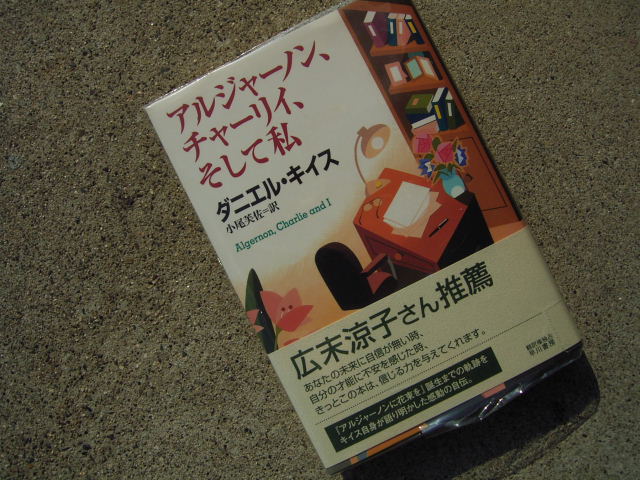 アルジャーノン、
チャーリイ、
そして私
ダニエル・キイス
小尾芙佐=訳
Algernon, Charlie and I
広末涼子さん推薦
あなたの未来に自信が無い時、
自分の才能に不安を感じた時、
きっとこの本は、信じる力を与えてくれます。
『アルジャーノンに花束を』誕生までの軌跡を
キイス自身が語り明かした感動の自伝。
翻訳権独占
早川書房